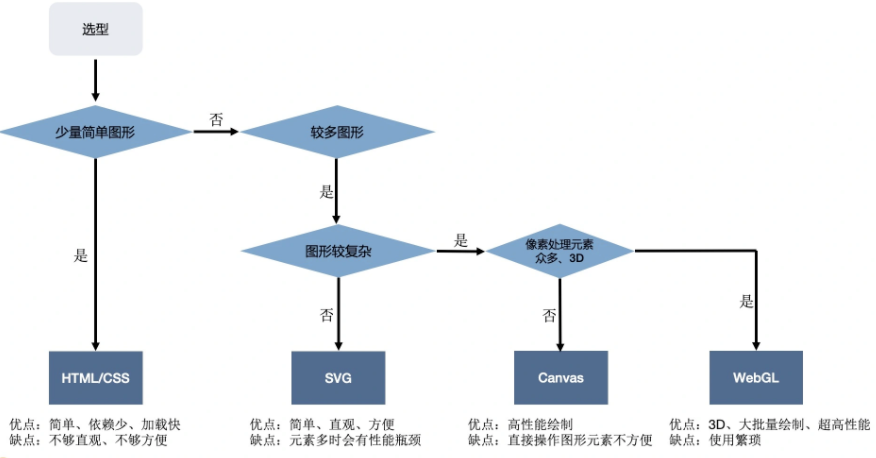 选型
少量简单图形
否
较多图形
是
是
图形较复杂
是
像素处理元素
众多、3D
否
否
是
HTML/CSS
SVG
Canvas
WebGL
优点：简单、依赖少、加载快
缺点：不够直观、不够方便
优点：简单、直观、方便
缺点：元素多时会有性能瓶颈
优点：高性能绘制
缺点：直接操作图形元素不方便
优点：3D、大批量绘制、超高性能
缺点：使用繁琐